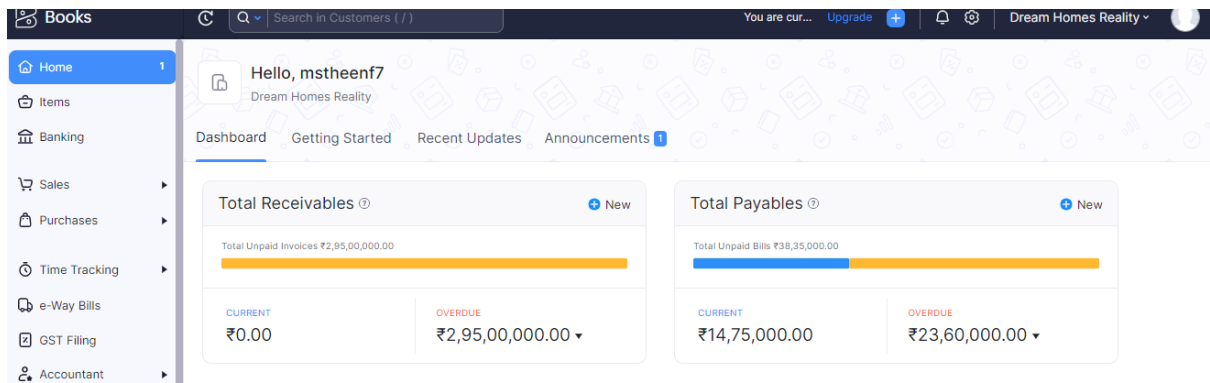 Books
Search in Customers ( / )
You are cur... Upgrade
Dream Homes Reality
Home 1
Items
Banking
Sales
Purchases
Time Tracking
e-Way Bills
GST Filing
Accountant
Hello, mstheenf7
Dream Homes Reality
Dashboard Getting Started Recent Updates Announcements 1
Total Receivables
New
Total Unpaid Invoices ₹2,95,00,000.00
CURRENT
₹0.00
OVERDUE
₹2,95,00,000.00
Total Payables
New
Total Unpaid Bills ₹38,35,000.00
CURRENT
₹14,75,000.00
OVERDUE
₹23,60,000.00